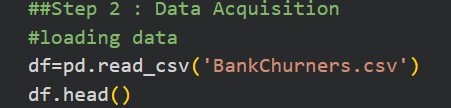 ##Step 2 : Data Acquisition
#loading data
df=pd.read_csv('BankChurners.csv')
df.head()